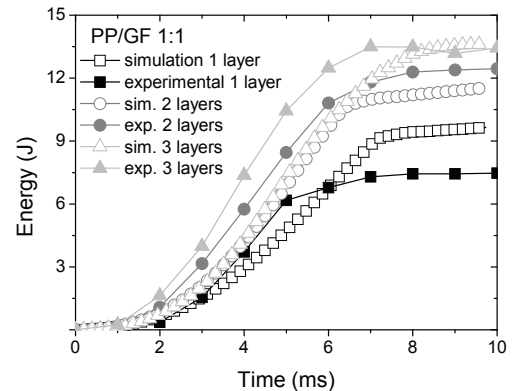 15
12
9
6
3
Energy (J)
PP/GF 1:1
simulation 1 layer
experimental 1 layer
sim. 2 layers
exp. 2 layers
sim. 3 layers
exp. 3 layers
0 2 4 6 8 10
Time (ms)